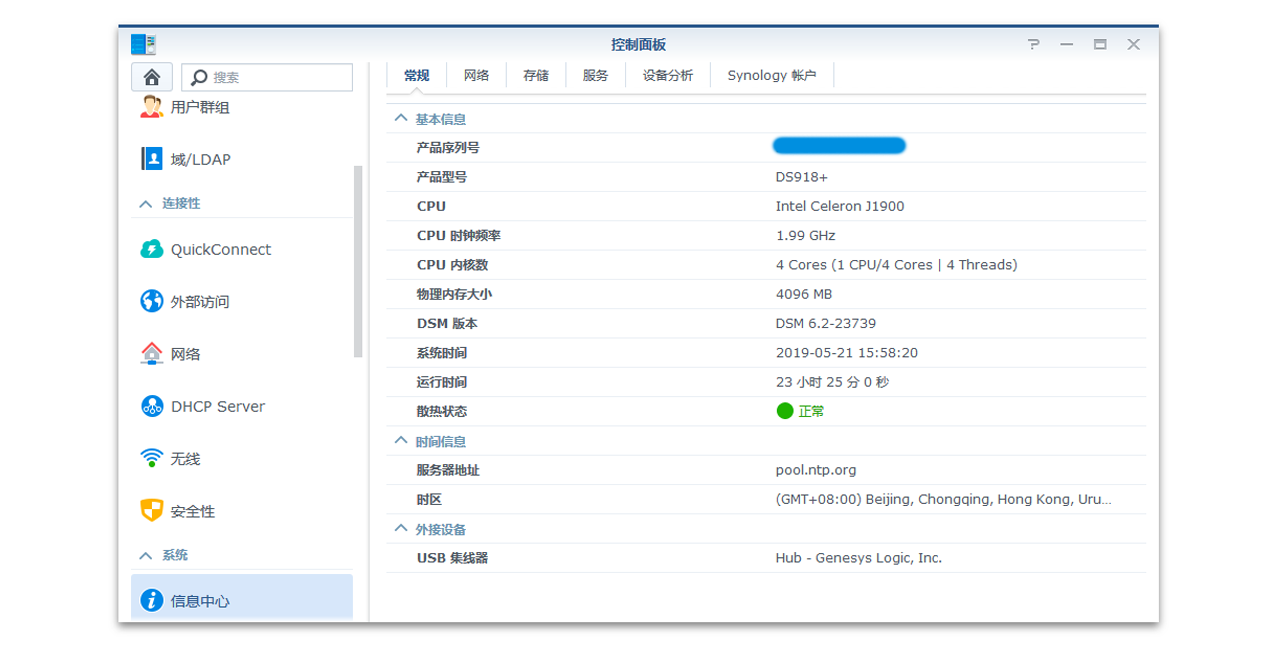 控制面板
搜索
用户群组
域/LDAP
连接性
QuickConnect
外部访问
网络
DHCP Server
无线
安全性
系统
信息中心
常规 网络 存储 服务 设备分析 Synology 帐户
基本信息
产品序列号
产品型号 DS918+
CPU Intel Celeron J1900
CPU 时钟频率 1.99 GHz
CPU 内核数 4 Cores (1 CPU/4 Cores | 4 Threads)
物理内存大小 4096 MB
DSM 版本 DSM 6.2-23739
系统时间 2019-05-21 15:58:20
运行时间 23 小时 25 分 0 秒
散热状态 正常
时间信息
服务器地址 pool.ntp.org
时区 (GMT+08:00) Beijing, Chongqing, Hong Kong, Uru...
外接设备
USB 集线器 Hub - Genesys Logic, Inc.